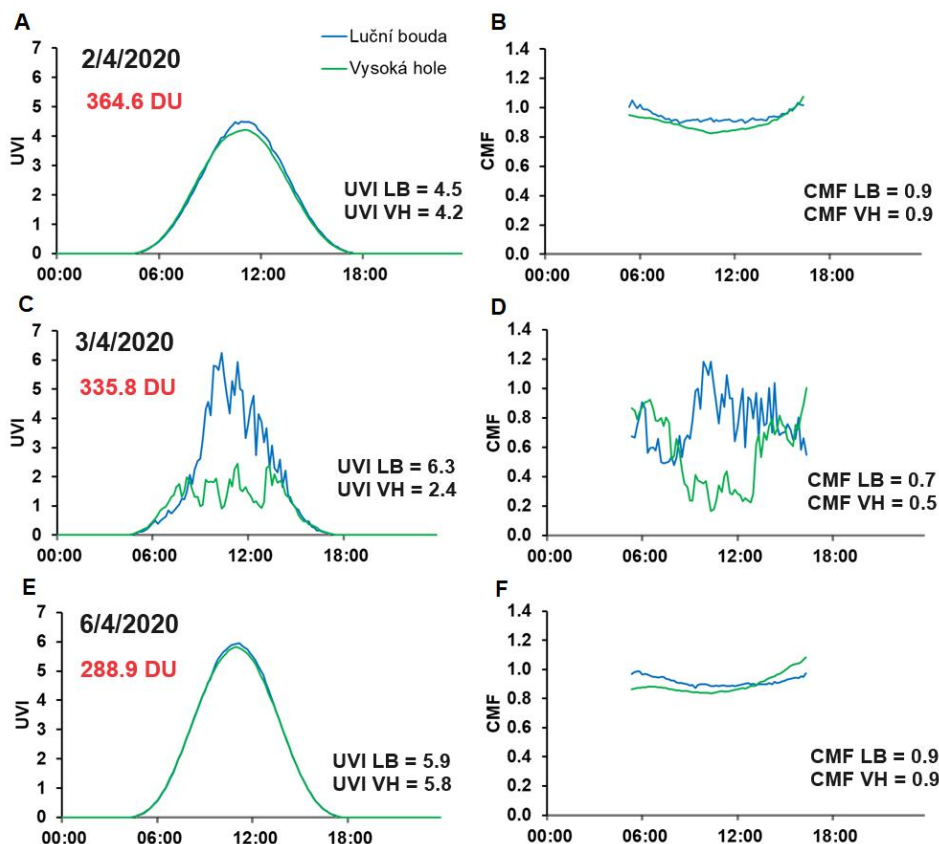 A
Luční bouda
Vysoká hole
2/4/2020
364.6 DU
UVI
7
6
5
4
3
2
1
0
UVI LB = 4.5
UVI VH = 4.2
00:00 06:00 12:00 18:00
B
CMF
1.4
1.2
1.0
0.8
0.6
0.4
0.2
0.0
CMF LB = 0.9
CMF VH = 0.9
00:00 06:00 12:00 18:00
C
3/4/2020
335.8 DU
UVI
7
6
5
4
3
2
1
0
UVI LB = 6.3
UVI VH = 2.4
00:00 06:00 12:00 18:00
D
CMF
1.4
1.2
1.0
0.8
0.6
0.4
0.2
0.0
CMF LB = 0.7
CMF VH = 0.5
00:00 06:00 12:00 18:00
E
6/4/2020
288.9 DU
UVI
7
6
5
4
3
2
1
0
UVI LB = 5.9
UVI VH = 5.8
00:00 06:00 12:00 18:00
F
CMF
1.4
1.2
1.0
0.8
0.6
0.4
0.2
0.0
CMF LB = 0.9
CMF VH = 0.9
00:00 06:00 12:00 18:00